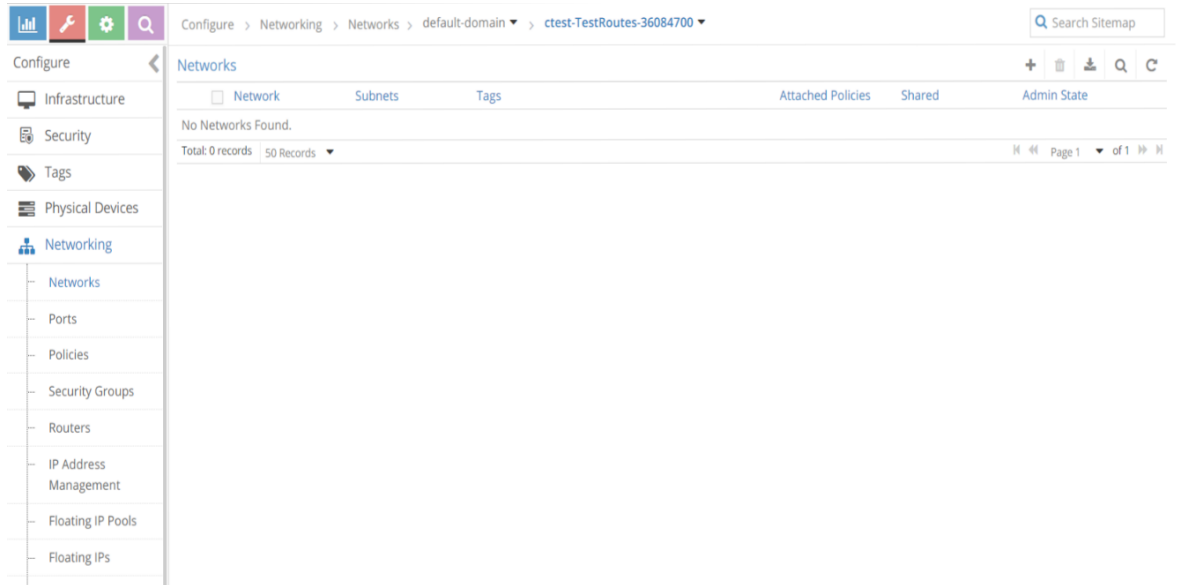 Configure > Networking > Networks > default-domain > ctest-TestRoutes-36084700
Search Sitemap
Configure
Infrastructure
Security
Tags
Physical Devices
Networking
Networks
Ports
Policies
Security Groups
Routers
IP Address
Management
Floating IP Pools
Floating IPs
Networks
Network Subnets Tags Attached Policies Shared Admin State
No Networks Found.
Total: 0 records 50 Records Page 1 of 1